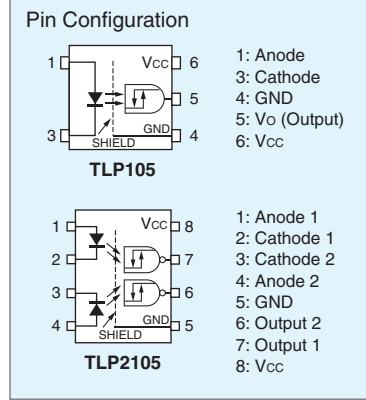 Pin Configuration
1
VCC
6
5
3
GND
4
SHIELD
TLP105
1: Anode
3: Cathode
4: GND
5: VO (Output)
6: VCC
1
VCC
8
2
7
3
6
4
GND
5
SHIELD
TLP2105
1: Anode 1
2: Cathode 1
3: Cathode 2
4: Anode 2
5: GND
6: Output 2
7: Output 1
8: VCC